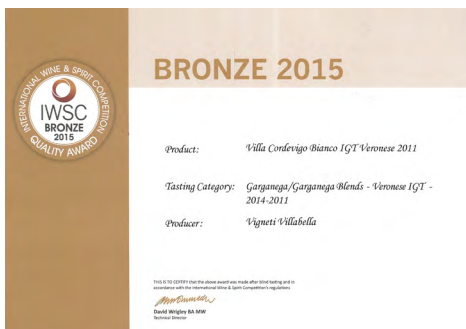 BRONZE 2015
INTERNATIONAL WINE & SPIRIT COMPETITION
IWSC
BRONZE
2015
QUALITY AWARD
Product: Villa Cordevigo Bianco IGT Veronese 2011
Tasting Category: Garganega/Garganega Blends - Veronese IGT -
2014-2011
Producer: Vigneti Villabella
THIS IS TO CERTIFY that the above award was made after blind tasting and in
accordance with the International Wine & Spirit Competition's regulations
David Wrigley BA MW
Technical Director